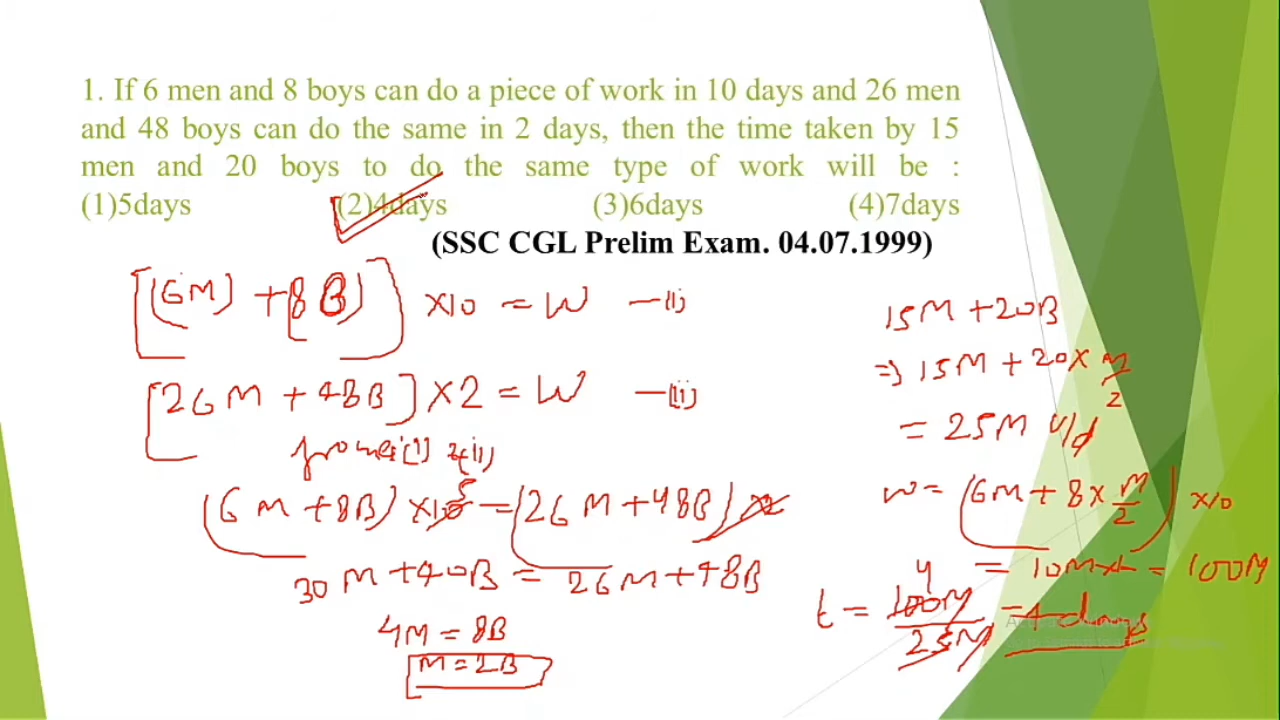 1. If 6 men and 8 boys can do a piece of work in 10 days and 26 men
and 48 boys can do the same in 2 days, then the time taken by 15
men and 20 boys to do the same type of work will be :
(1)5days (2)4days (3)6days (4)7days
(SSC CGL Prelim Exam. 04.07.1999)
[(6M) + (8B)] ×10 = W —(i)
[26M + 48B] ×2 = W —(ii)
(i) & (ii)
(6M + 8B) ×10 5 = (26M + 48B) ×2
30M + 40B = 26M + 48B
4M = 8B
M = 2B
15M + 20B
=> 15M + 20 × M/2
= 25M w/d
W = (6M + 8 × M/2) ×10
= 10M × = 100M
t = 100M/25M 4 = 4 days